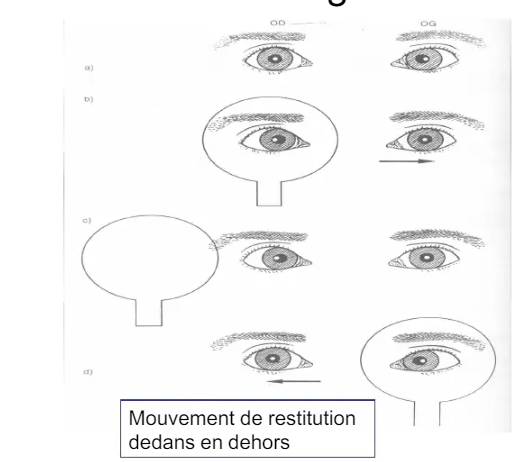 OD OG
a)
b)
c)
d)
Mouvement de restitution
dedans en dehors